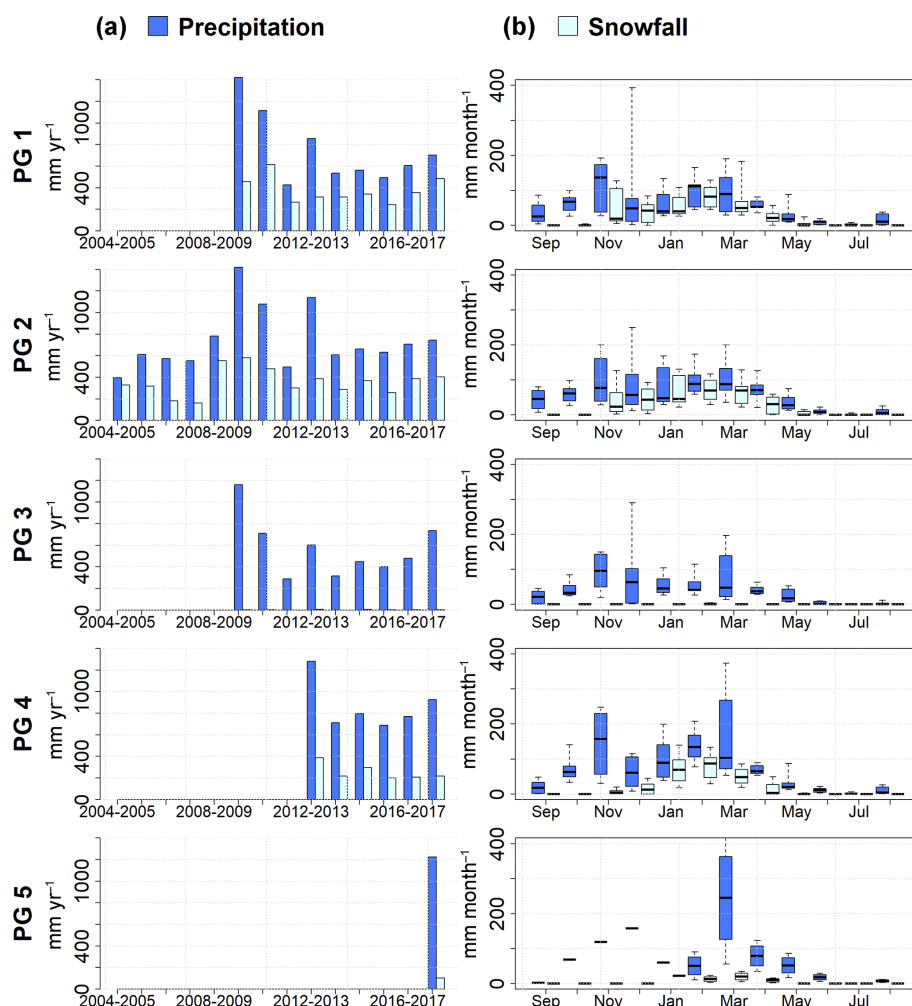 (a) Precipitation (b) Snowfall
PG 1
mm yr⁻¹
0 400 1000
2004-2005 2008-2009 2012-2013 2016-2017
mm month⁻¹
0 200 400
Sep Nov Jan Mar May Jul
PG 2
mm yr⁻¹
0 400 1000
2004-2005 2008-2009 2012-2013 2016-2017
mm month⁻¹
0 200 400
Sep Nov Jan Mar May Jul
PG 3
mm yr⁻¹
0 400 1000
2004-2005 2008-2009 2012-2013 2016-2017
mm month⁻¹
0 200 400
Sep Nov Jan Mar May Jul
PG 4
mm yr⁻¹
0 400 1000
2004-2005 2008-2009 2012-2013 2016-2017
mm month⁻¹
0 200 400
Sep Nov Jan Mar May Jul
PG 5
mm yr⁻¹
0 400 1000
2004-2005 2008-2009 2012-2013 2016-2017
mm month⁻¹
0 200 400
Sep Nov Jan Mar May Jul